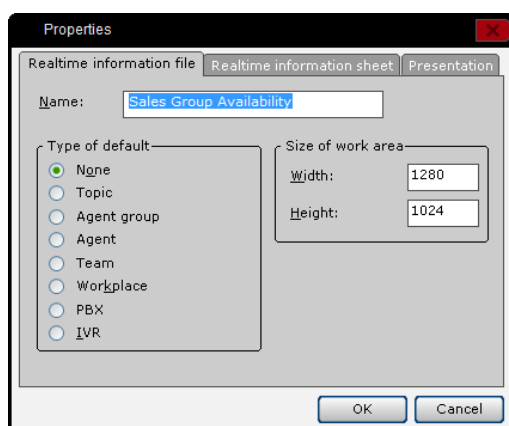 Properties
Realtime information file Realtime information sheet Presentation
Name: Sales Group Availability
Type of default
None
Topic
Agent group
Agent
Team
Workplace
PBX
IVR
Size of work area
Width: 1280
Height: 1024
OK Cancel